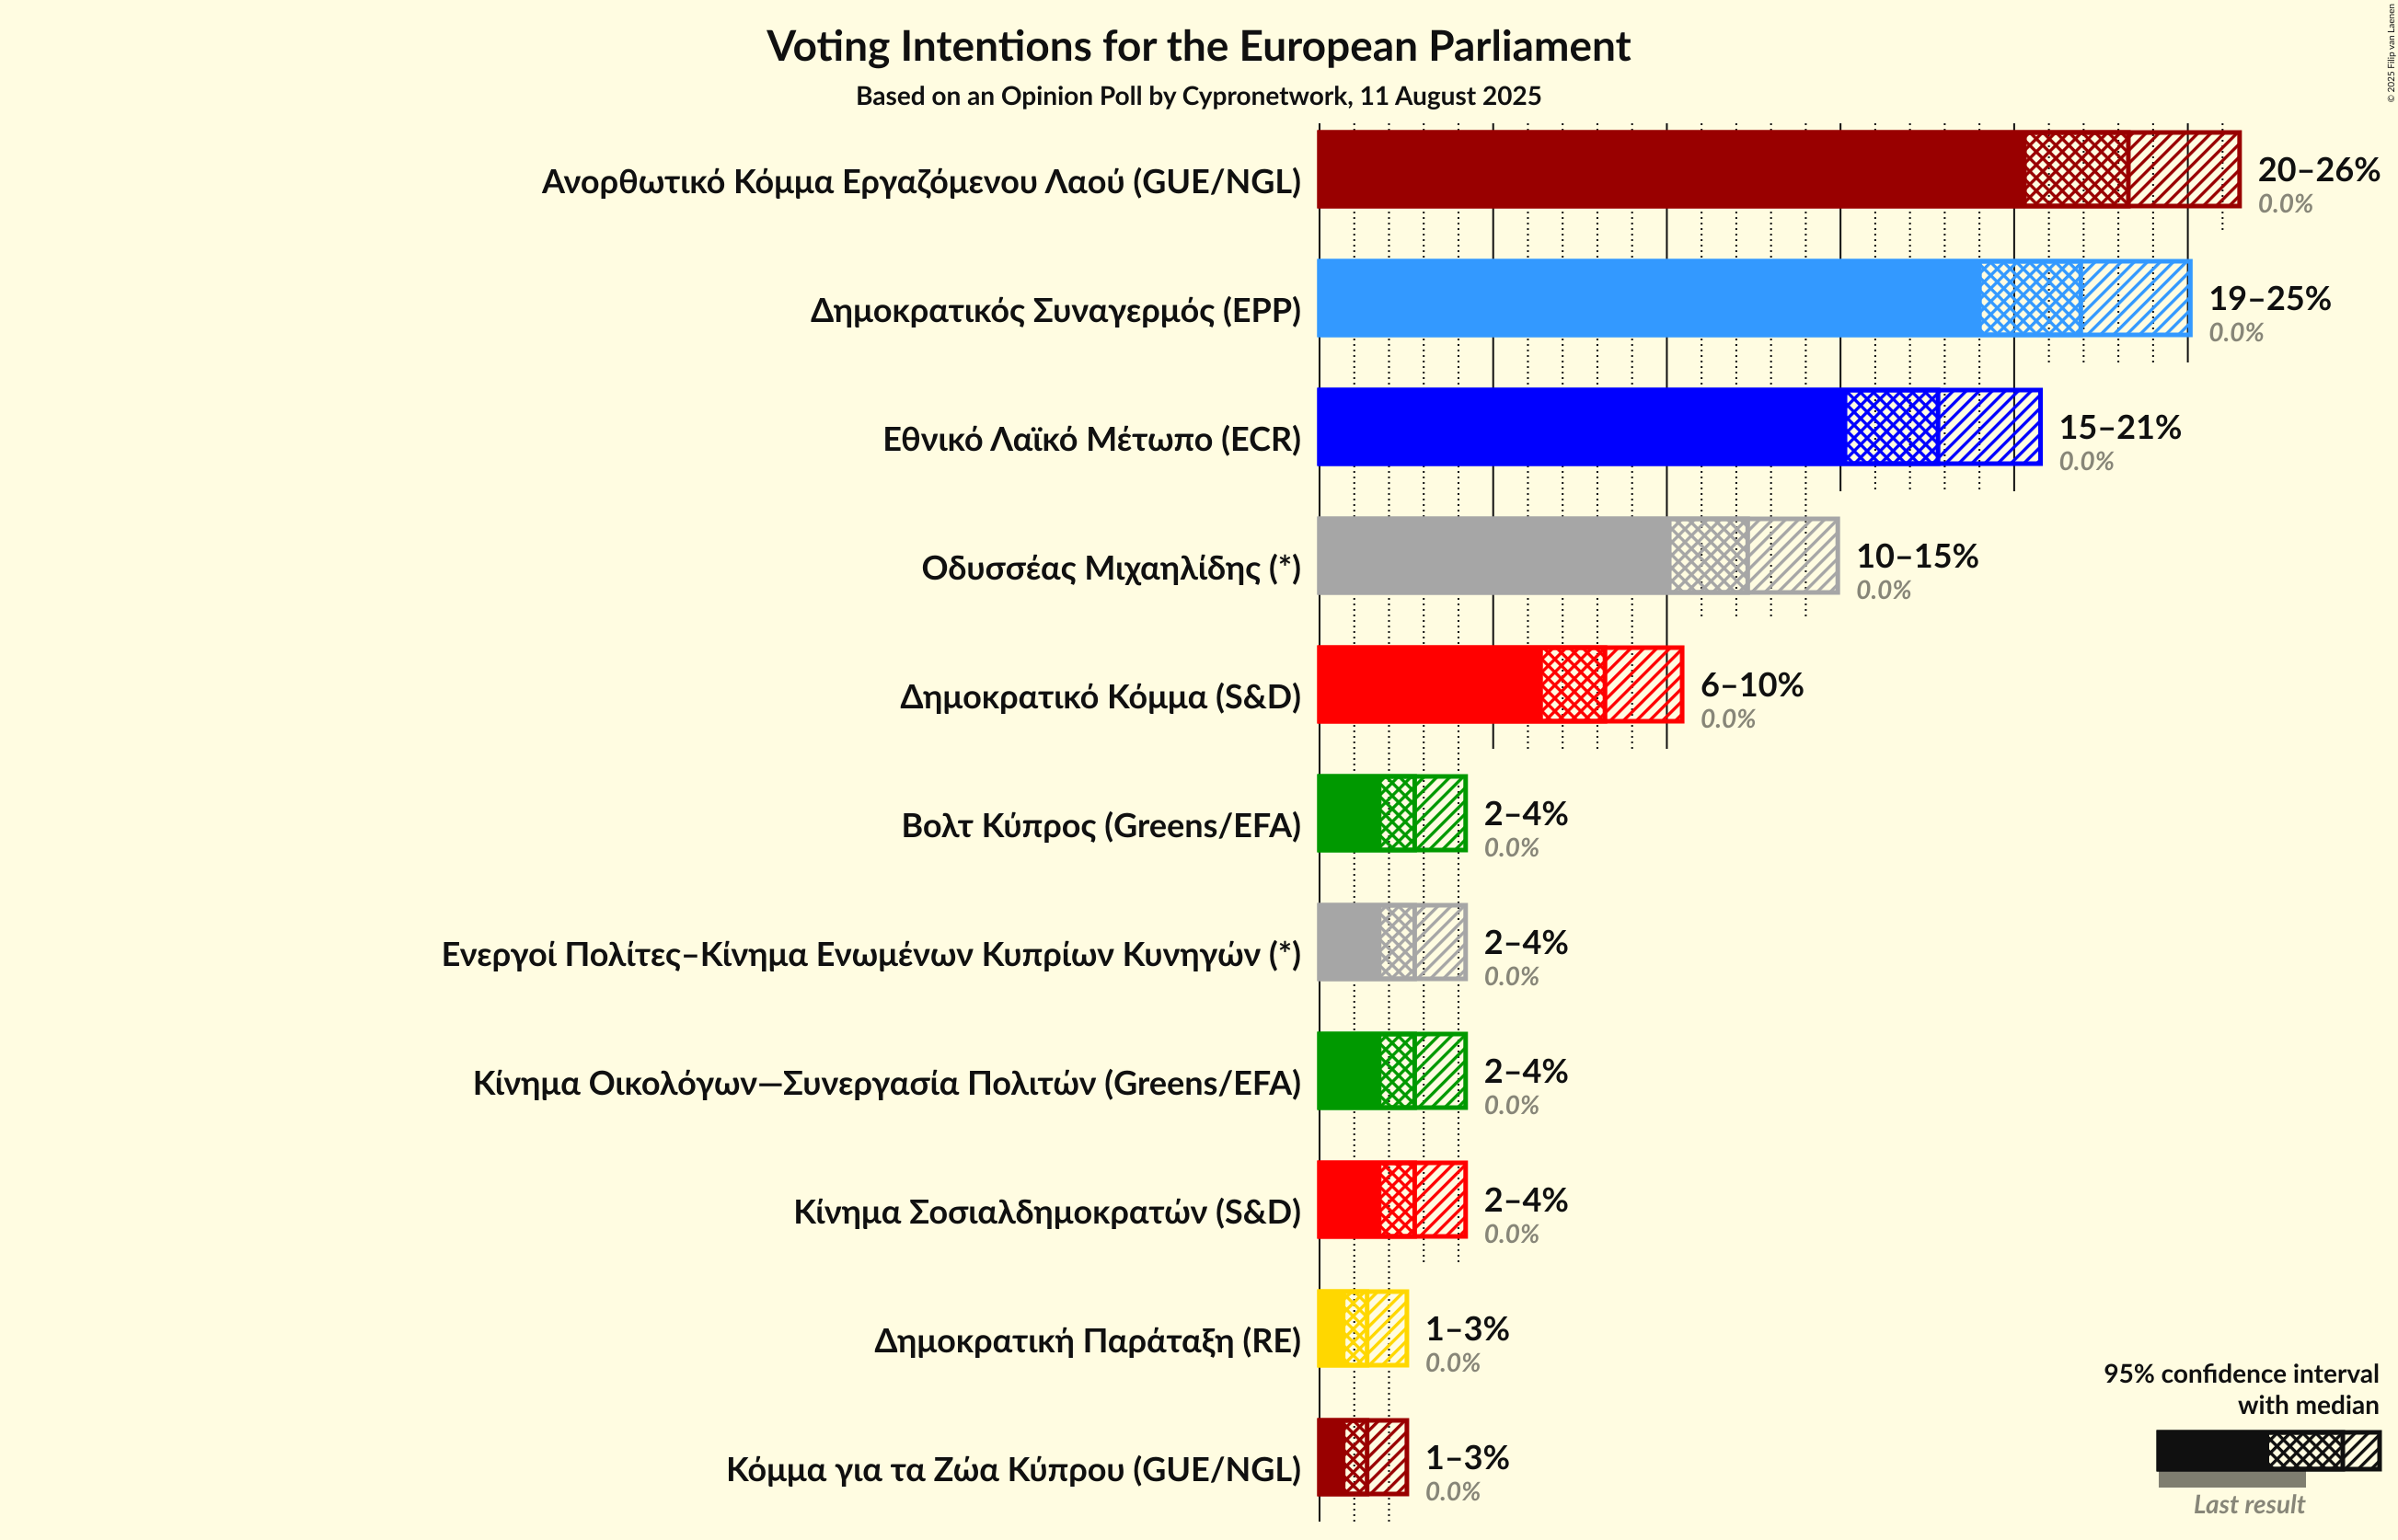 Voting Intentions for the European Parliament
Based on an Opinion Poll by Cypronetwork, 11 August 2025
© 2025 Filip van Laenen
Ανορθωτικό Κόμμα Εργαζόμενου Λαού (GUE/NGL)
20–26%
0.0%
Δημοκρατικός Συναγερμός (EPP)
19–25%
0.0%
Εθνικό Λαϊκό Μέτωπο (ECR)
15–21%
0.0%
Οδυσσέας Μιχαηλίδης (*)
10–15%
0.0%
Δημοκρατικό Κόμμα (S&D)
6–10%
0.0%
Βολτ Κύπρος (Greens/EFA)
2–4%
0.0%
Ενεργοί Πολίτες–Κίνημα Ενωμένων Κυπρίων Κυνηγών (*)
2–4%
0.0%
Κίνημα Οικολόγων—Συνεργασία Πολιτών (Greens/EFA)
2–4%
0.0%
Κίνημα Σοσιαλδημοκρατών (S&D)
2–4%
0.0%
Δημοκρατική Παράταξη (RE)
1–3%
0.0%
Κόμμα για τα Ζώα Κύπρου (GUE/NGL)
1–3%
0.0%
95% confidence interval
with median
Last result